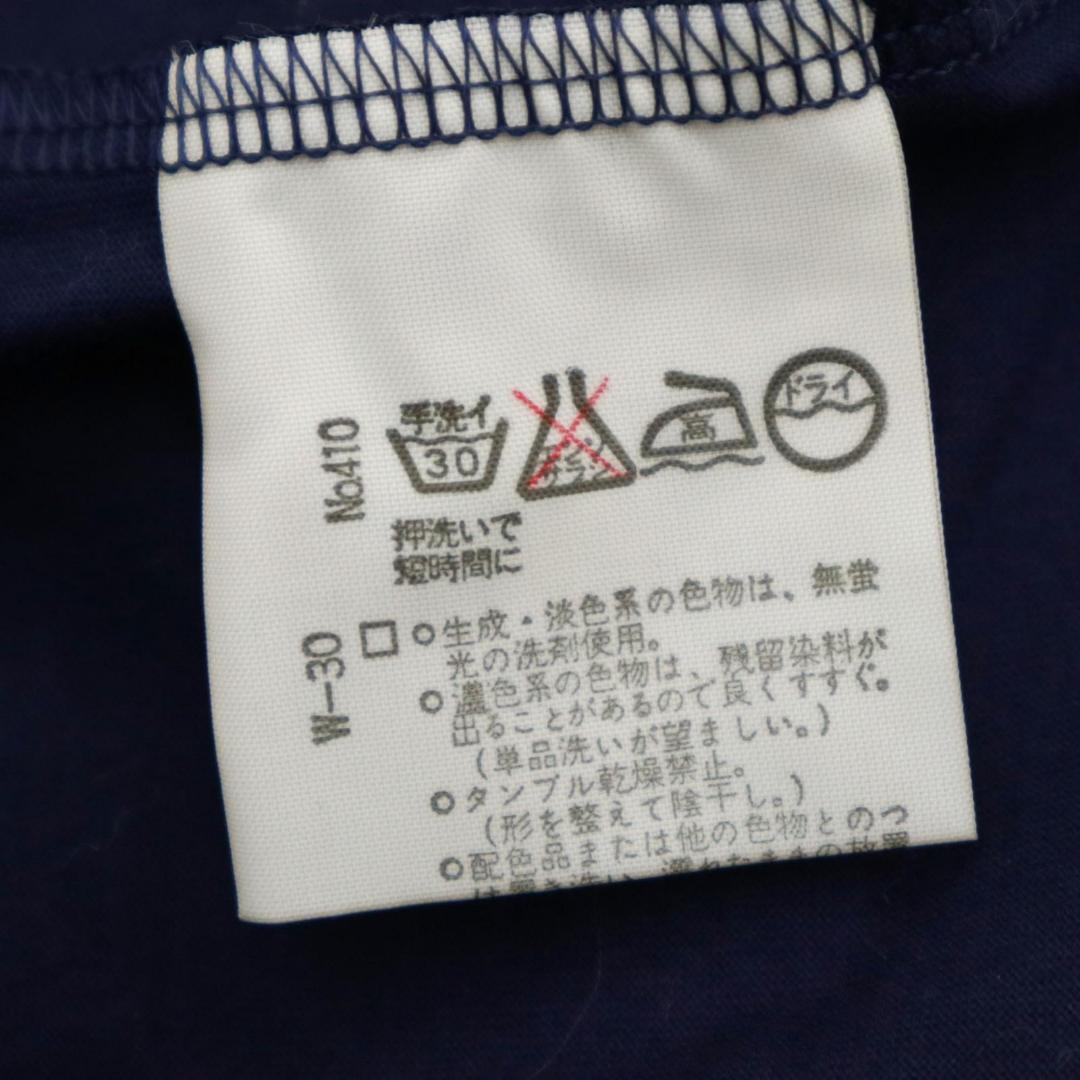 No.410
手洗イ
30
エンソ
サラシ
高
ドライ
押洗いで
短時間に
W-30
○生成・淡色系の色物は、無蛍
光の洗剤使用。
○濃色系の色物は、残留染料が
出ることがあるので良くすすぐ。
(単品洗いが望ましい。)
○タンブル乾燥禁止。
(形を整えて陰干し。)
○配色品または他の色物とのつ